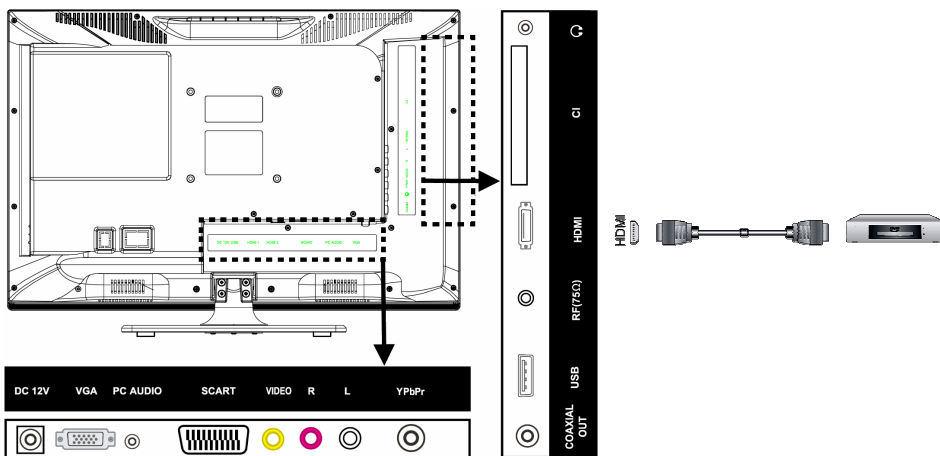 CI
HDMI
RF(75Ω)
USB
COAXIAL
OUT
HDMI
DC 12V VGA PC AUDIO SCART VIDEO R L YPbPr